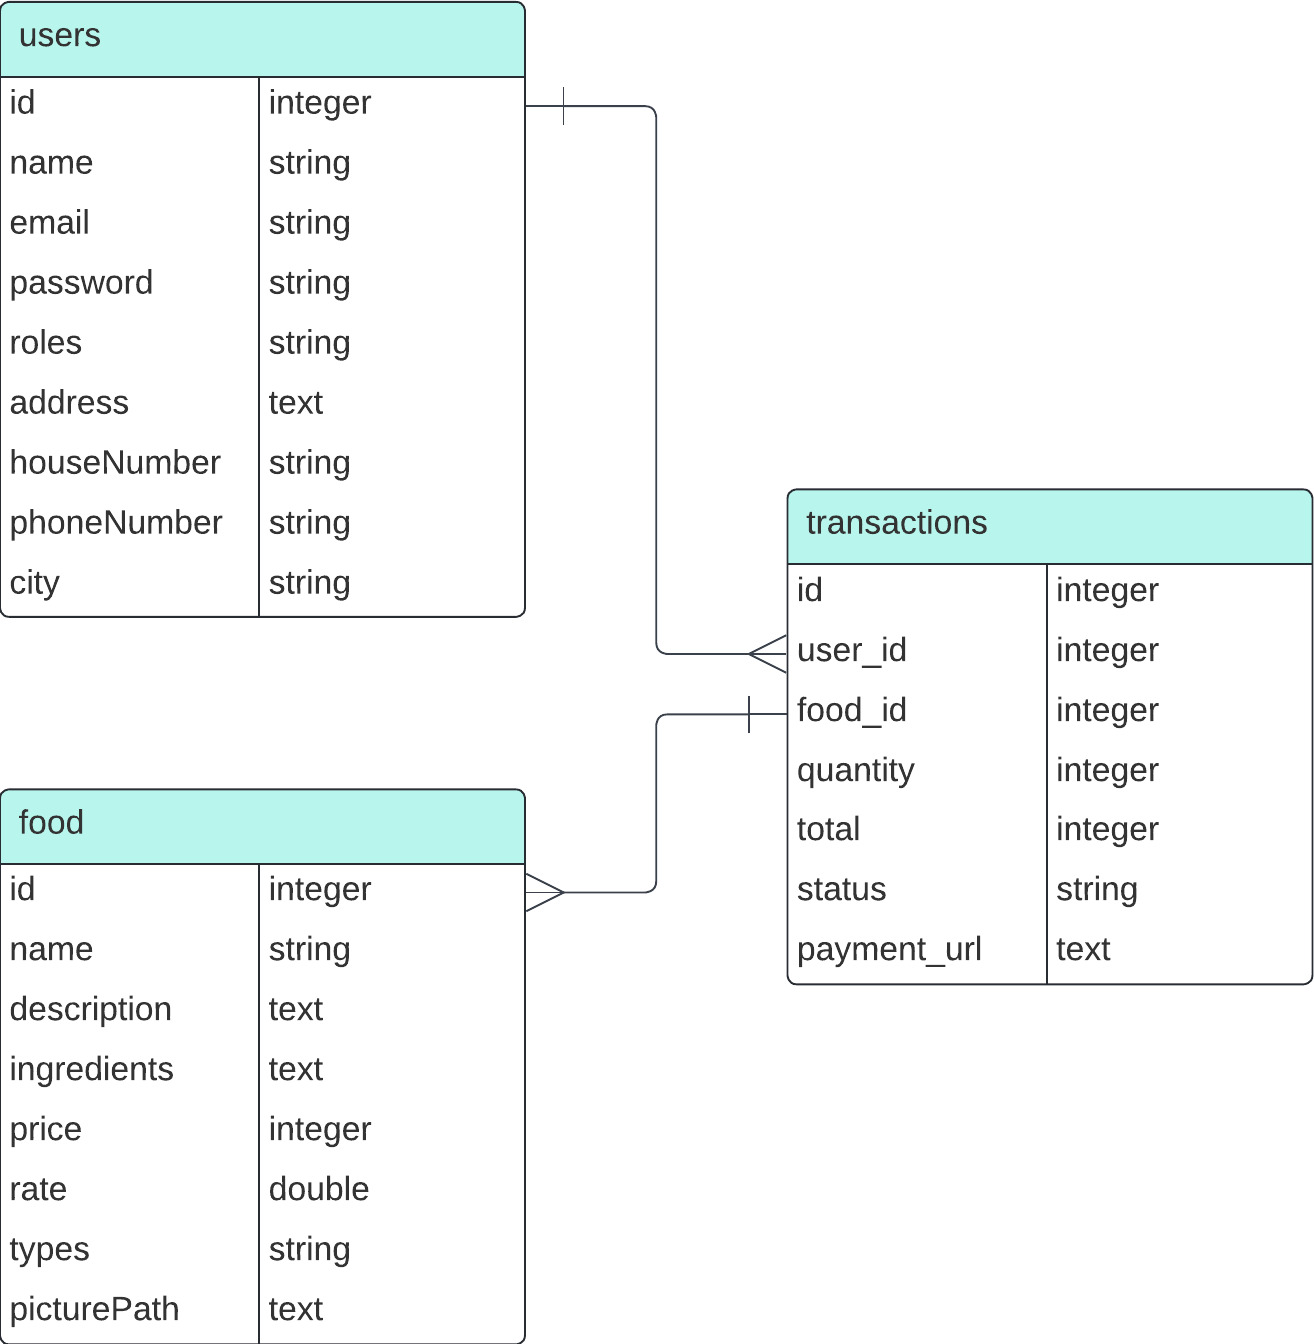 users
id integer
name string
email string
password string
roles string
address text
houseNumber string
phoneNumber string
city string
transactions
id integer
user_id integer
food_id integer
quantity integer
total integer
status string
payment_url text
food
id integer
name string
description text
ingredients text
price integer
rate double
types string
picturePath text